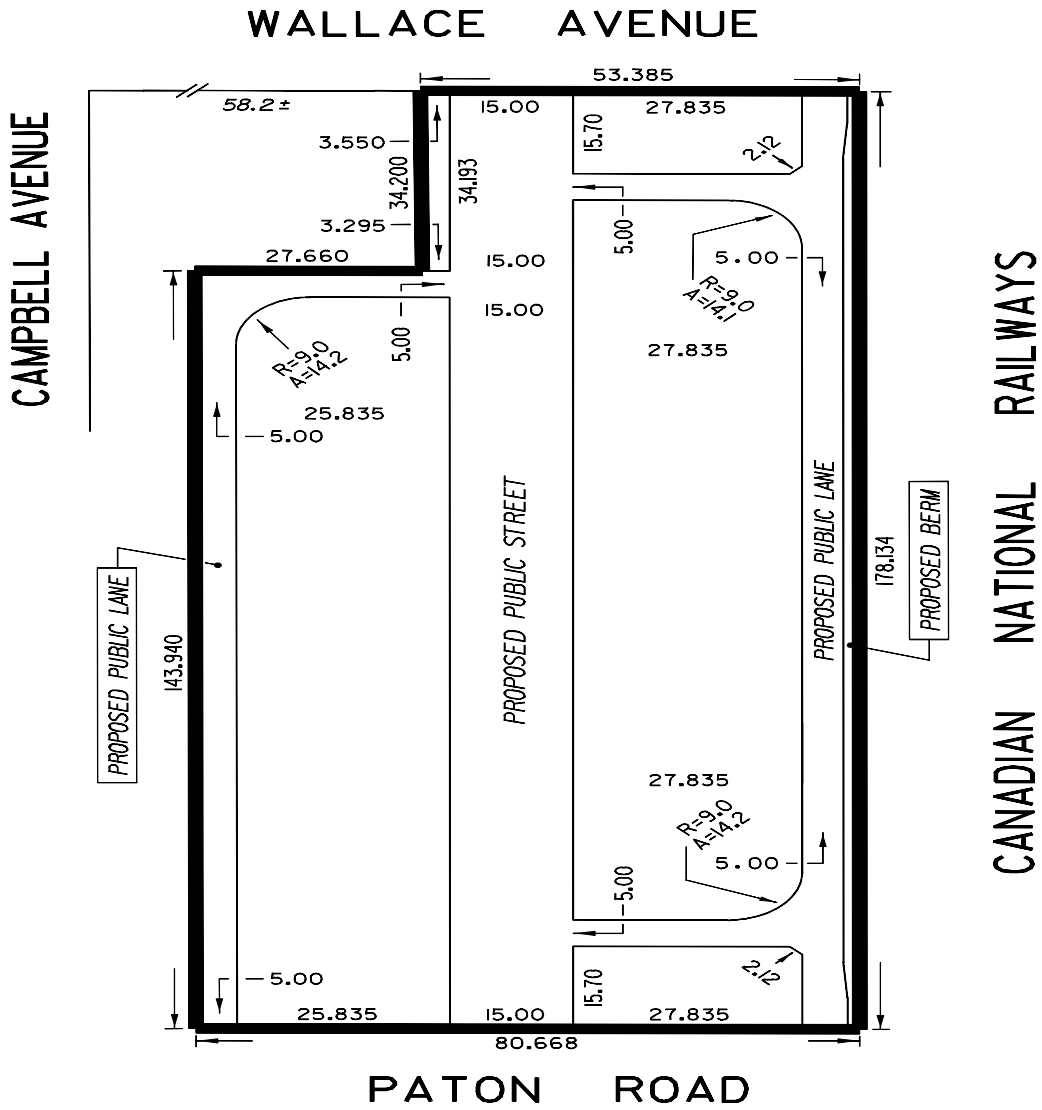 WALLACE AVENUE
53.385
58.2±
15.00
27.835
CAMPBELL AVENUE
3.550
34.200
34.193
15.70
2.12
3.295
5.00
27.660
15.00
5.00
R=9.0
A=14.1
15.00
5.00
R=9.0
A=14.2
27.835
25.835
5.00
CANADIAN NATIONAL RAILWAYS
PROPOSED PUBLIC STREET
PROPOSED PUBLIC LANE
PROPOSED BERM
178.134
PROPOSED PUBLIC LANE
143.940
27.835
R=9.0
A=14.2
5.00
5.00
5.00
15.70
2.12
25.835
15.00
27.835
80.668
PATON ROAD